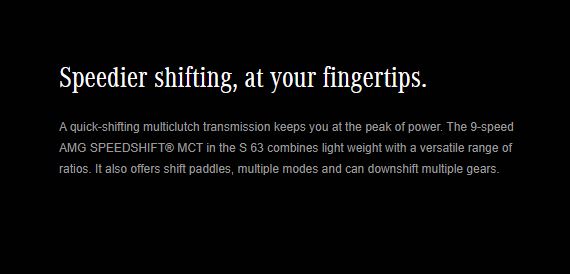 Speedier shifting, at your fingertips.
A quick-shifting multiclutch transmission keeps you at the peak of power. The 9-speed
AMG SPEEDSHIFT® MCT in the S 63 combines light weight with a versatile range of
ratios. It also offers shift paddles, multiple modes and can downshift multiple gears.